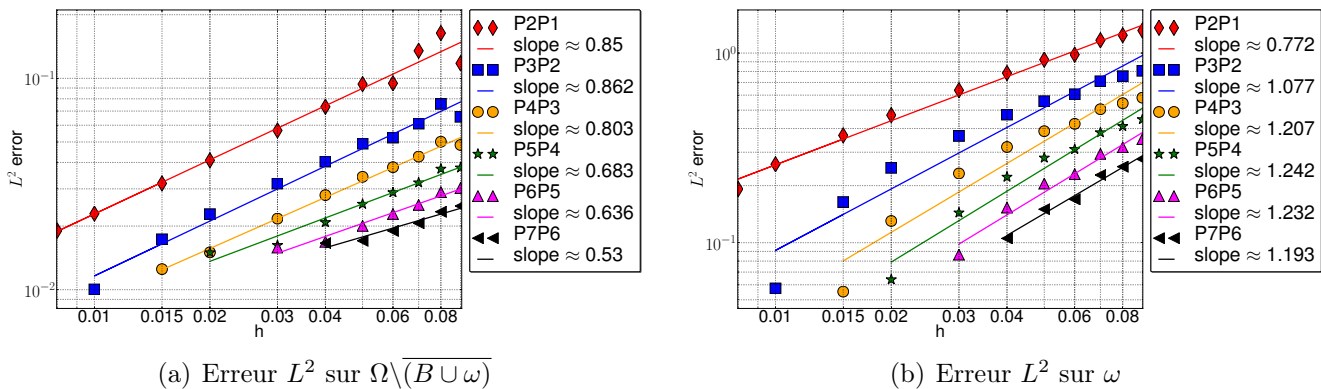 10⁻¹
10⁻²
L² error
0.01 0.015 0.02 0.03 0.04 0.06 0.08
h
P2P1
slope ≈ 0.85
P3P2
slope ≈ 0.862
P4P3
slope ≈ 0.803
P5P4
slope ≈ 0.683
P6P5
slope ≈ 0.636
P7P6
slope ≈ 0.53
(a) Erreur L² sur Ω\(B ∪ ω)
10⁰
10⁻¹
L² error
0.01 0.015 0.02 0.03 0.04 0.06 0.08
h
P2P1
slope ≈ 0.772
P3P2
slope ≈ 1.077
P4P3
slope ≈ 1.207
P5P4
slope ≈ 1.242
P6P5
slope ≈ 1.232
P7P6
slope ≈ 1.193
(b) Erreur L² sur ω